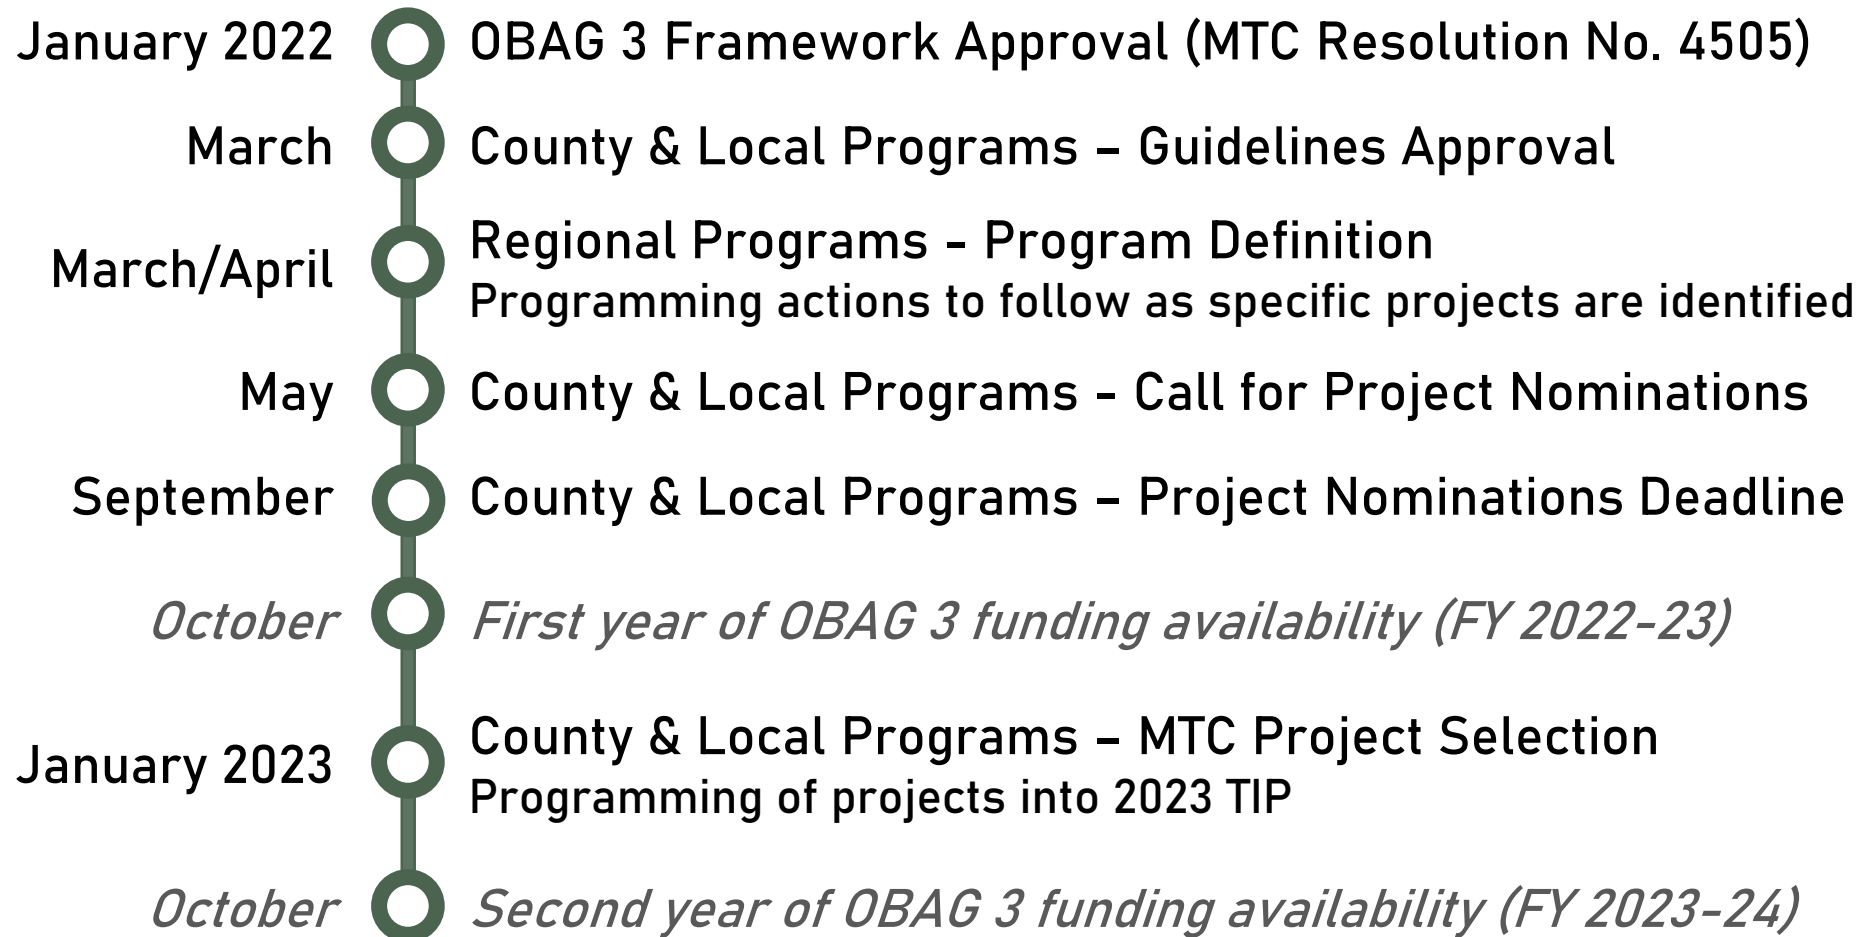 January 2022 OBAG 3 Framework Approval (MTC Resolution No. 4505)
March County & Local Programs – Guidelines Approval
March/April Regional Programs - Program Definition
Programming actions to follow as specific projects are identified
May County & Local Programs - Call for Project Nominations
September County & Local Programs – Project Nominations Deadline
October First year of OBAG 3 funding availability (FY 2022-23)
January 2023 County & Local Programs – MTC Project Selection
Programming of projects into 2023 TIP
October Second year of OBAG 3 funding availability (FY 2023-24)